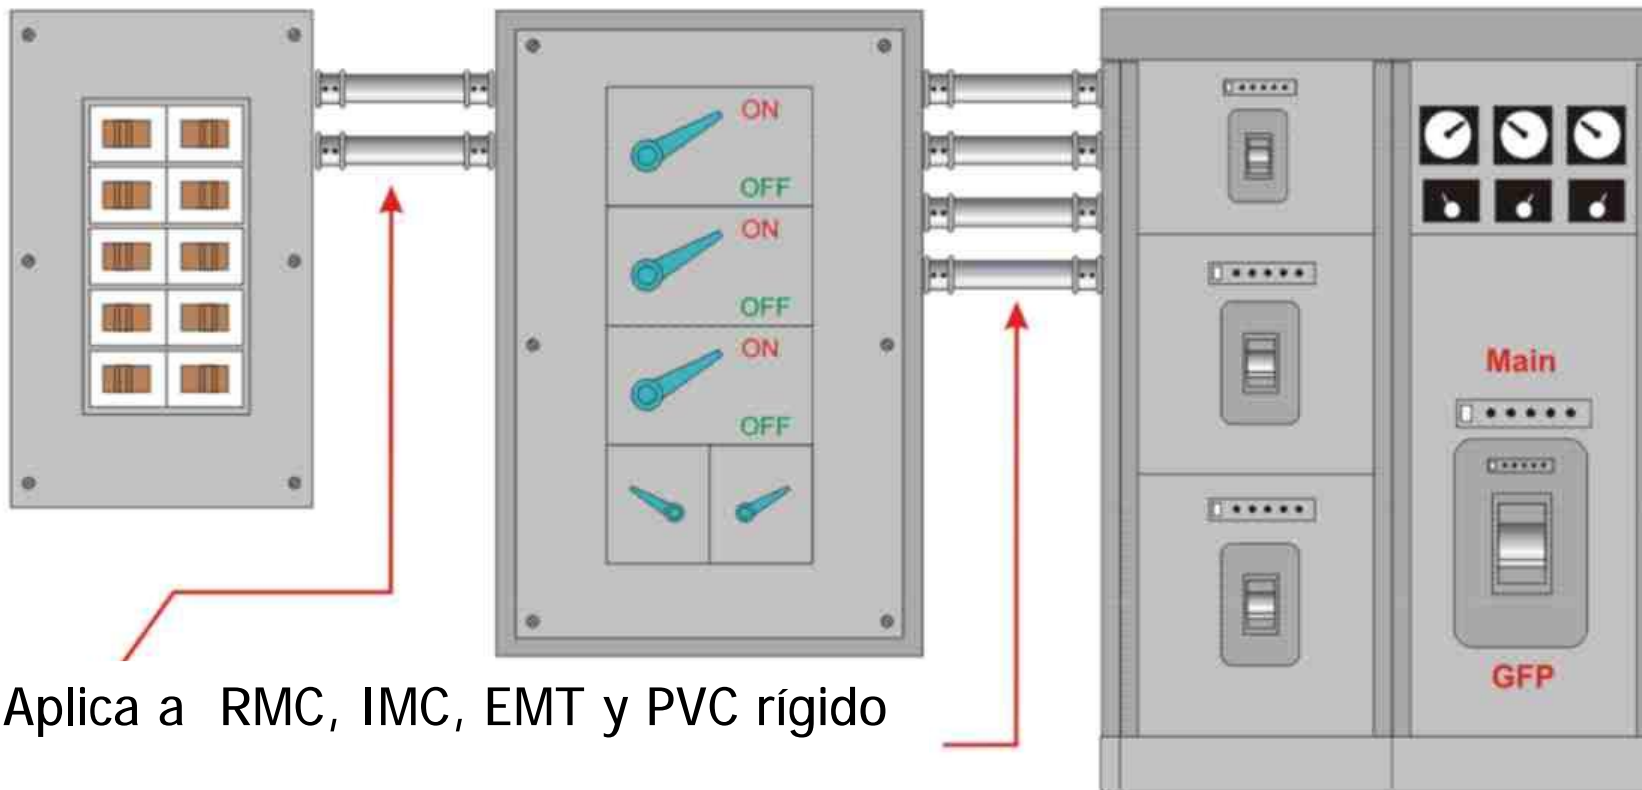 ON
OFF
ON
OFF
ON
OFF
Main
GFP
Aplica a RMC, IMC, EMT y PVC rígido